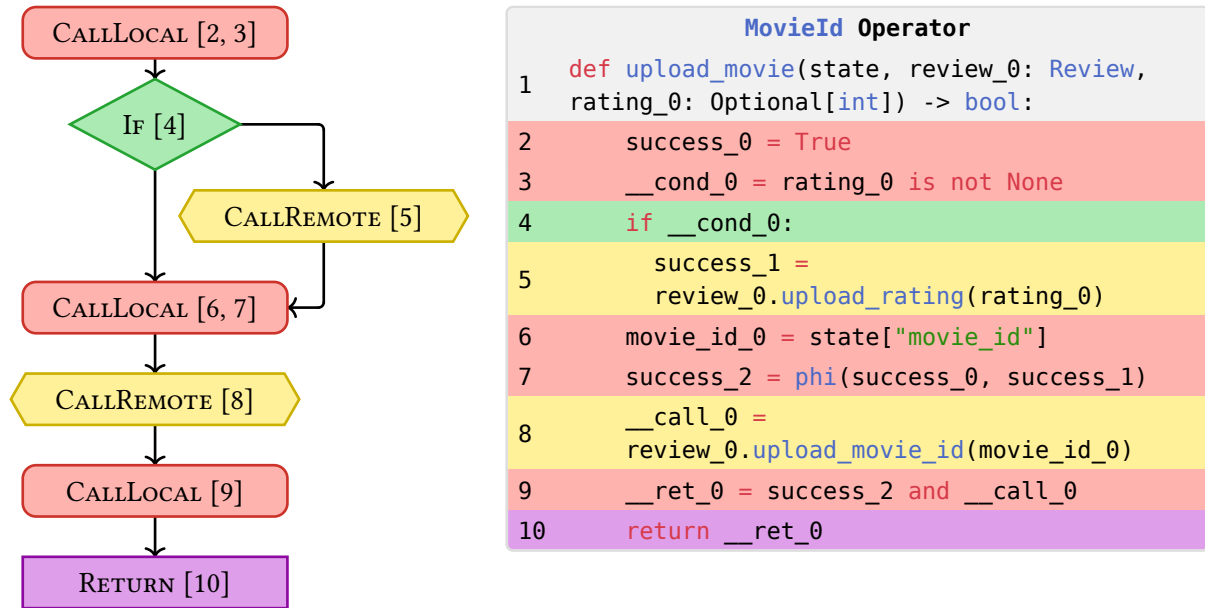 CALLLOCAL [2, 3]
IF [4]
CALLREMOTE [5]
CALLLOCAL [6, 7]
CALLREMOTE [8]
CALLLOCAL [9]
RETURN [10]
MovieId Operator
1 def upload_movie(state, review_0: Review,
rating_0: Optional[int]) -> bool:
2 success_0 = True
3 __cond_0 = rating_0 is not None
4 if __cond_0:
5 success_1 =
review_0.upload_rating(rating_0)
6 movie_id_0 = state["movie_id"]
7 success_2 = phi(success_0, success_1)
8 __call_0 =
review_0.upload_movie_id(movie_id_0)
9 __ret_0 = success_2 and __call_0
10 return __ret_0